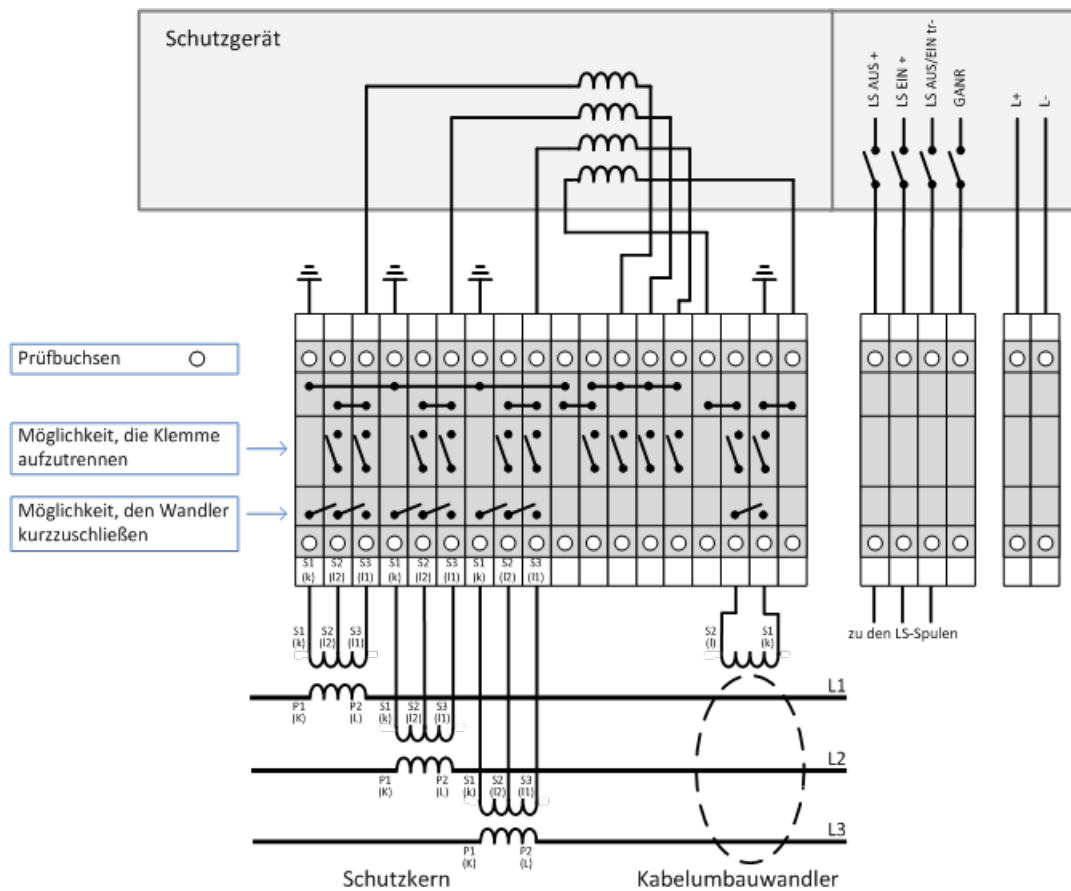 Schutzgerät
LS AUS +
LS EIN +
LS AUS/EIN tr-
GANR
L+
L-
Prüfbuchsen
Möglichkeit, die Klemme
aufzutrennen
Möglichkeit, den Wandler
kurzzuschließen
S1 S2 S3 S1 S2 S3 S1 S2 S3
(k) (l2) (l1) (k) (l2) (l1) (k) (l2) (l1)
S1 S2 S3
(k) (l2) (l1)
S2 S1
(l) (k)
zu den LS-Spulen
L1
P1 P2
(K) (L)
S1 S2 S3
(k) (l2) (l1)
L2
P1 P2
(K) (L)
S1 S2 S3
(k) (l2) (l1)
L3
P1 P2
(K) (L)
Schutzkern
Kabelumbauwandler